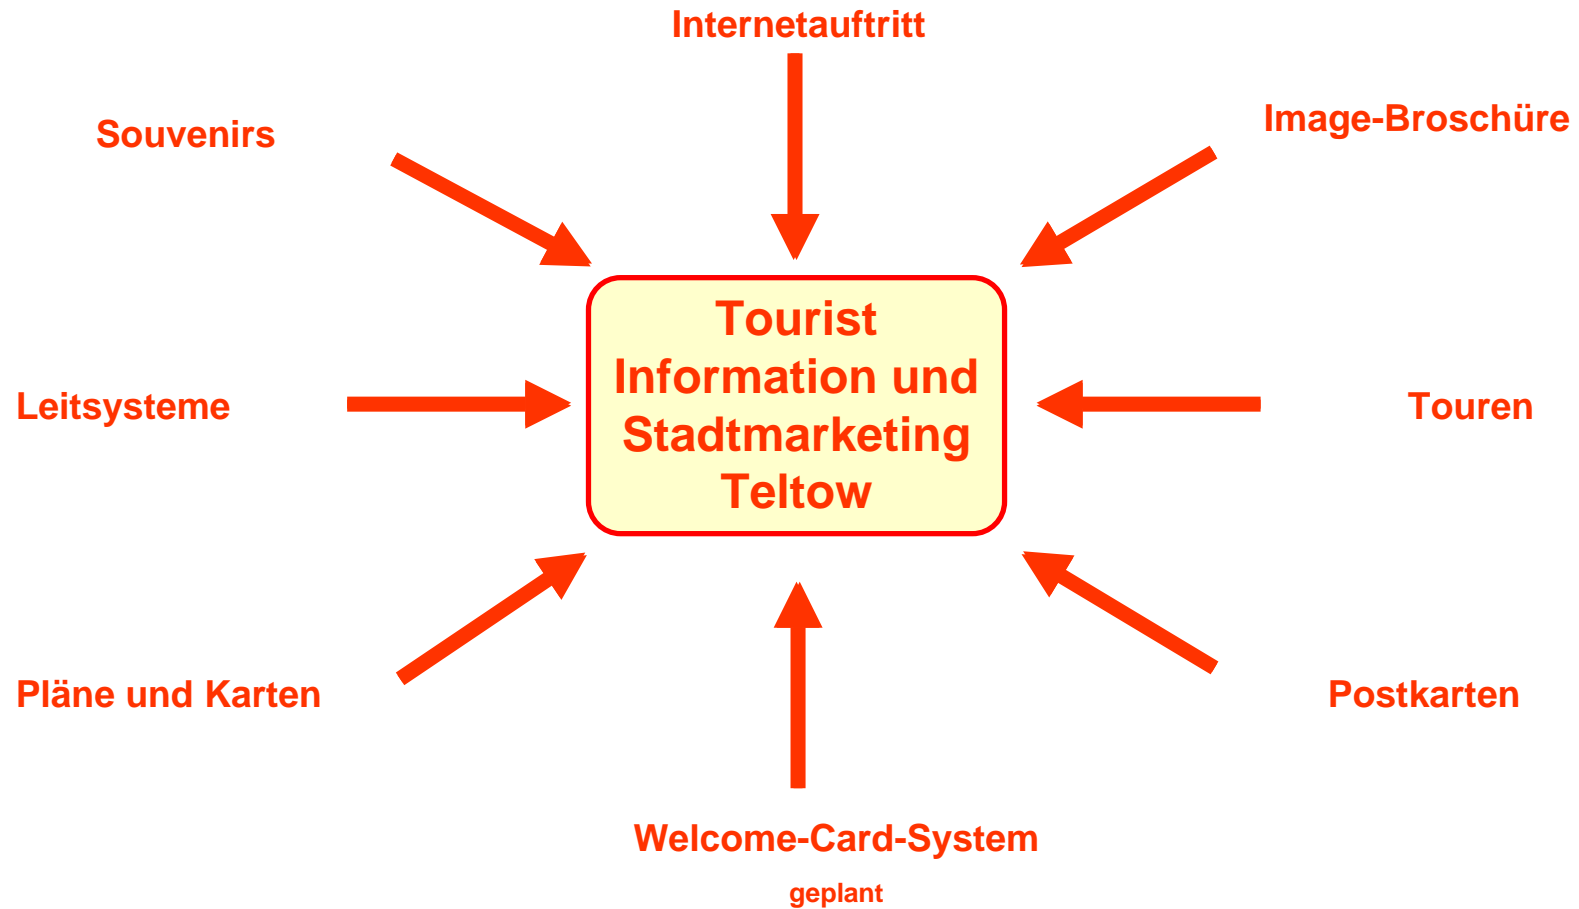 Internetauftritt
Image-Broschüre
Souvenirs
Tourist
Information und
Stadtmarketing
Teltow
Leitsysteme
Touren
Pläne und Karten
Postkarten
Welcome-Card-System
geplant